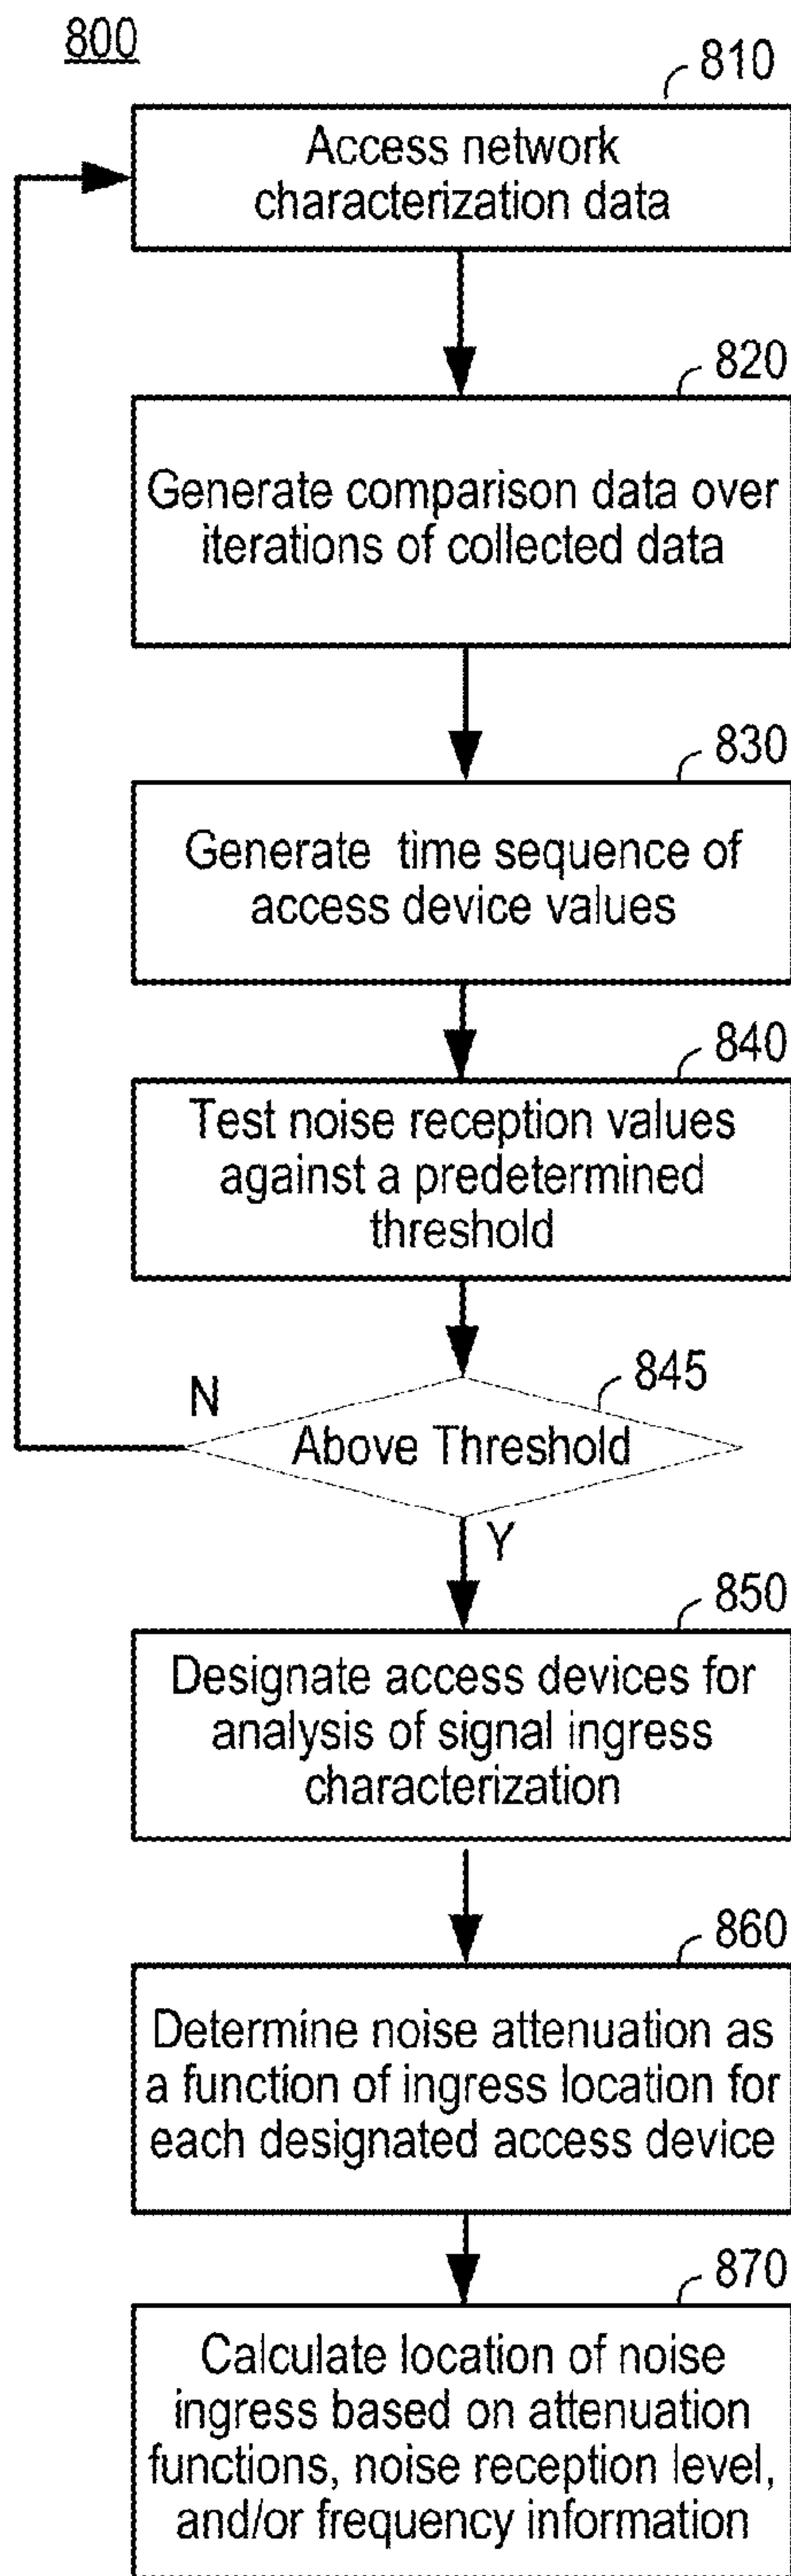 800
810
Access network
characterization data
820
Generate comparison data over
iterations of collected data
830
Generate time sequence of
access device values
840
Test noise reception values
against a predetermined
threshold
845
N
Above Threshold
Y
850
Designate access devices for
analysis of signal ingress
characterization
860
Determine noise attenuation as
a function of ingress location for
each designated access device
870
Calculate location of noise
ingress based on attenuation
functions, noise reception level,
and/or frequency information